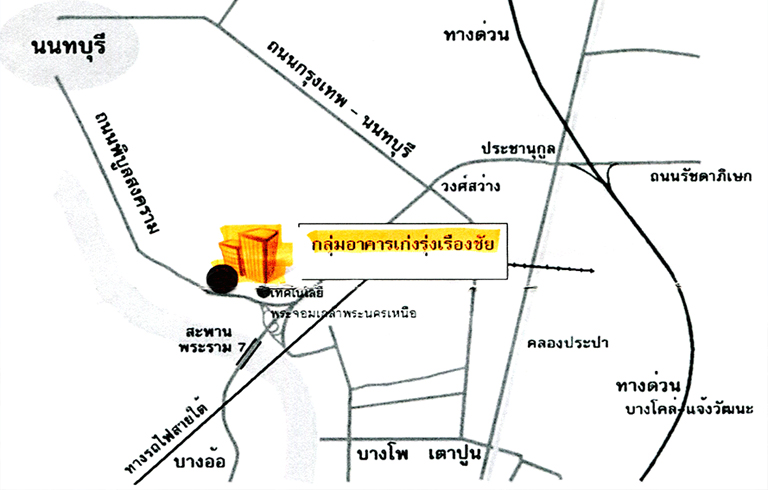 ทางด่วน
นนทบุรี
ถนนกรุงเทพ - นนทบุรี
ถนนพิบูลสงคราม
ประชานุกูล
ถนนรัชดาภิเษก
วงศ์สว่าง
กลุ่มอาคารเก่งรุ่งเรืองชัย
เทคโนโลยี
พระจอมเกล้าพระนครเหนือ
สะพาน
พระราม 7
คลองประปา
ทางด่วน
บางโคล่-แจ้งวัฒนะ
ทางรถไฟสายใต้
บางอ้อ
บางโพ เตาปูน